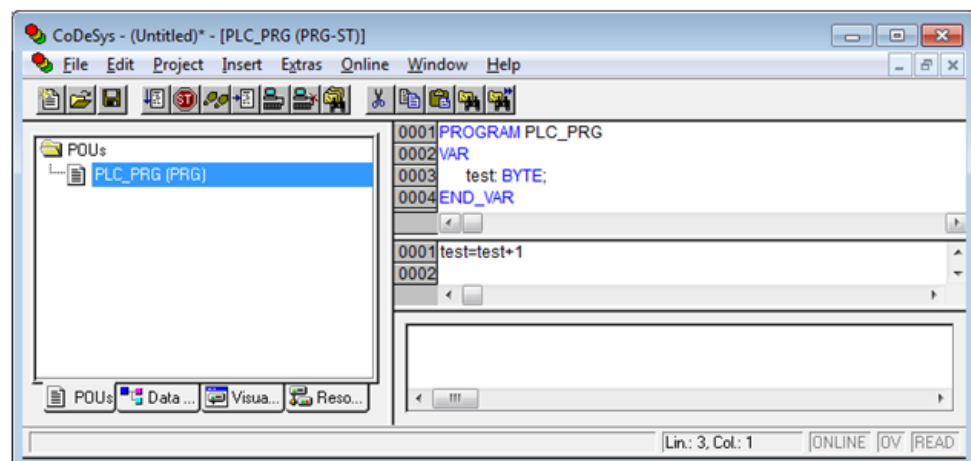 CoDeSys - (Untitled)* - [PLC_PRG (PRG-ST)]
File Edit Project Insert Extras Online Window Help
POUs
PLC_PRG (PRG)
0001 PROGRAM PLC_PRG
0002 VAR
0003 test: BYTE;
0004 END_VAR
0001 test=test+1
0002
POUs Data ... Visua... Reso...
Lin.: 3, Col.: 1 ONLINE OV READ